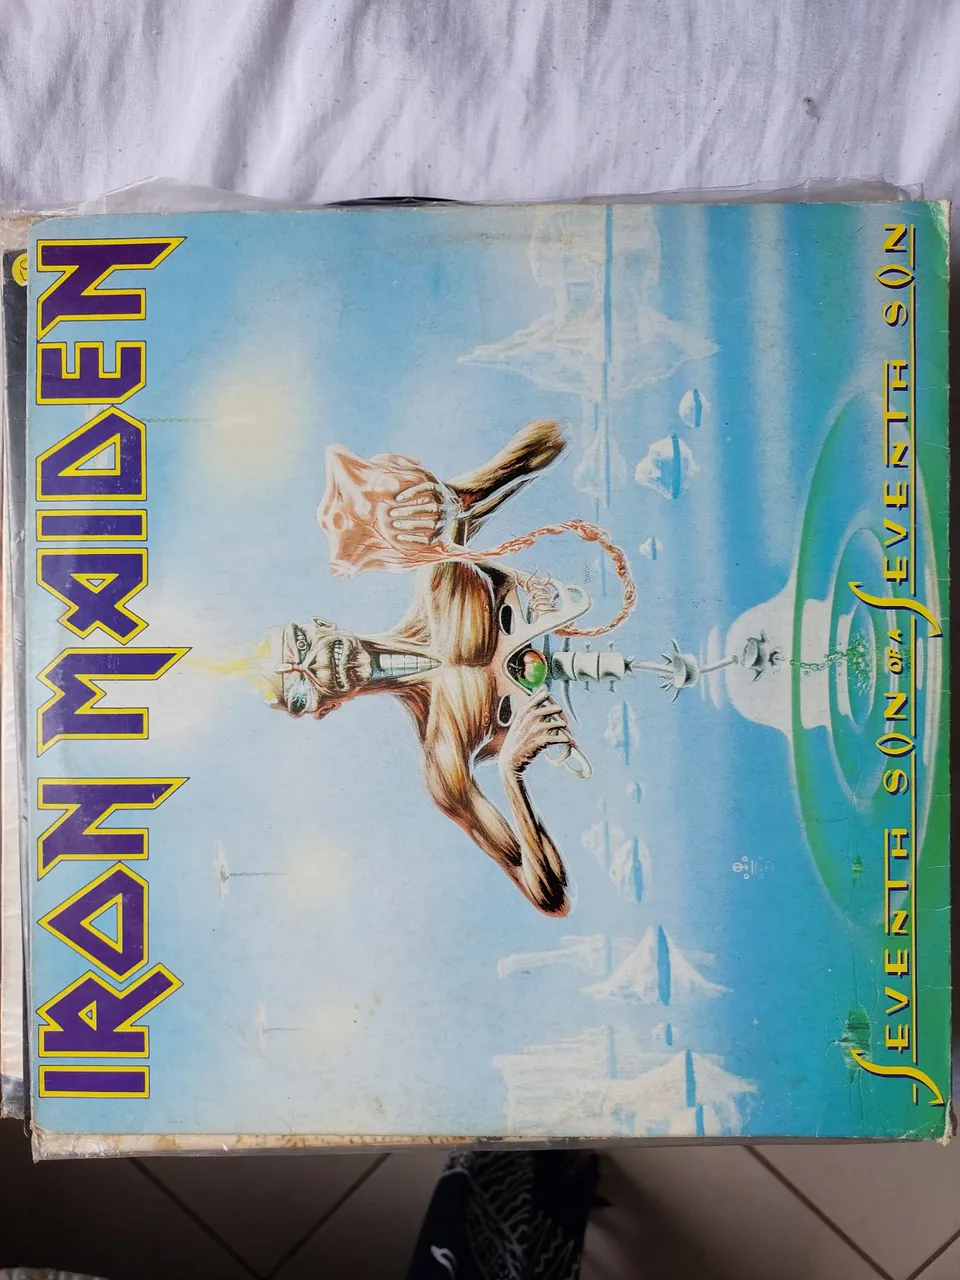 IRON MAIDEN
SEVENTH SON OF A SEVENTH SON